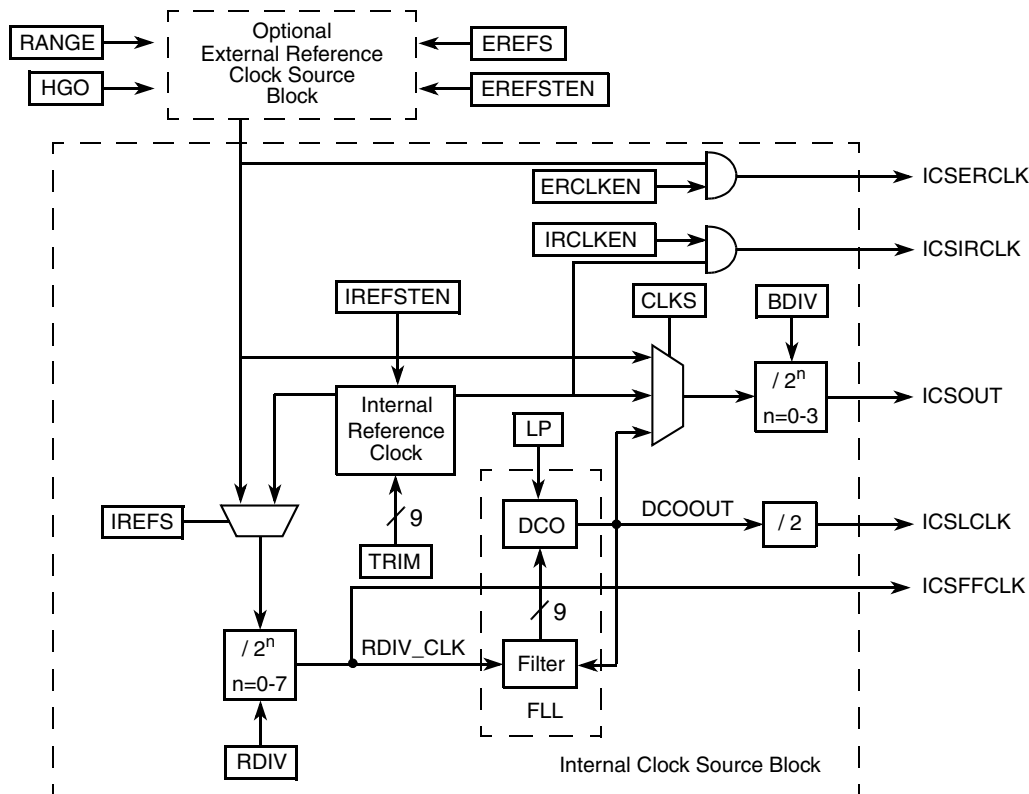 Optional
External Reference
Clock Source
Block
RANGE
HGO
EREFS
EREFSTEN
ERCLKEN
ICSERCLK
IRCLKEN
ICSIRCLK
IREFSTEN
CLKS
BDIV
Internal
Reference
Clock
/ 2ⁿ
n=0-3
ICSOUT
LP
IREFS
9
TRIM
DCO
DCOOUT
/ 2
ICSLCLK
ICSFFCLK
9
/ 2ⁿ
n=0-7
RDIV_CLK
Filter
FLL
RDIV
Internal Clock Source Block